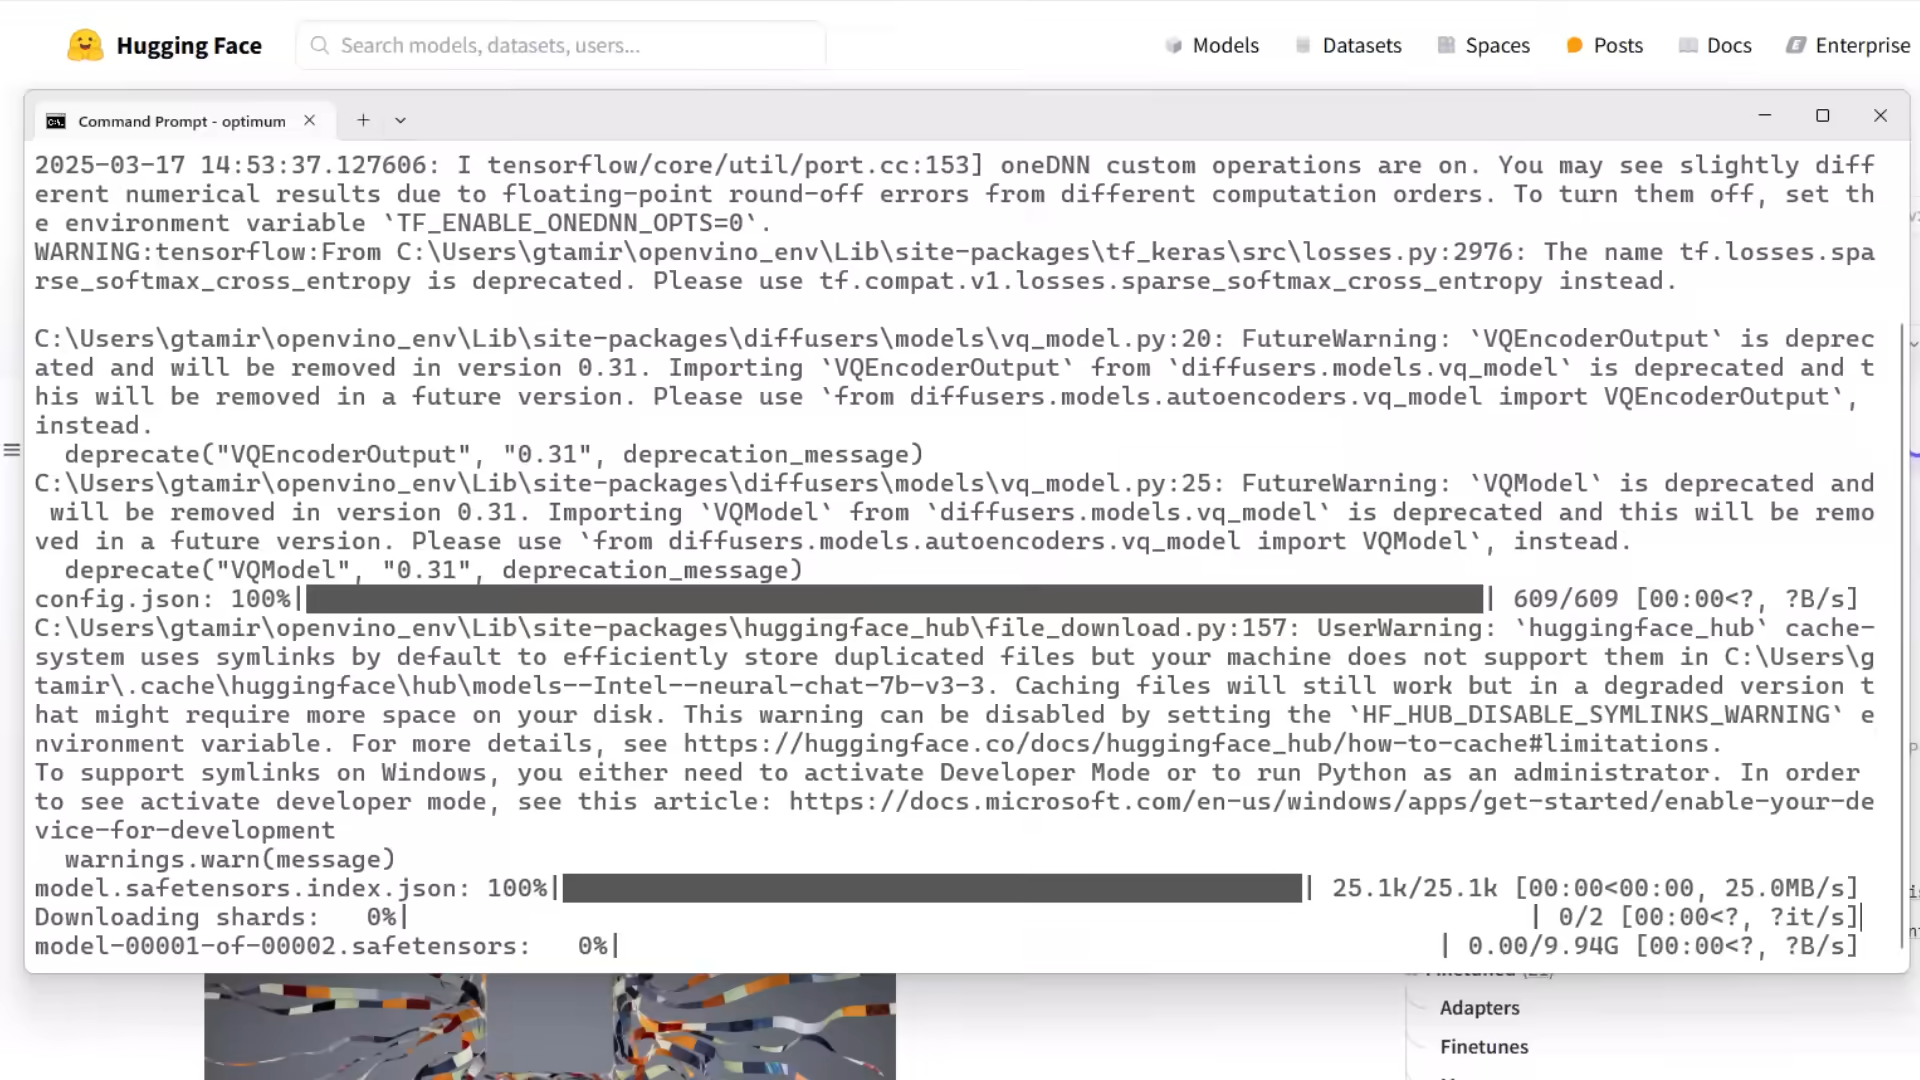 Hugging Face
Search models, datasets, users...
Models
Datasets
Spaces
Posts
Docs
Enterprise
Command Prompt - optimum
2025-03-17 14:53:37.127606: I tensorflow/core/util/port.cc:153] oneDNN custom operations are on. You may see slightly diff
erent numerical results due to floating-point round-off errors from different computation orders. To turn them off, set th
e environment variable `TF_ENABLE_ONEDNN_OPTS=0`.
WARNING:tensorflow:From C:\Users\gtamir\openvino_env\Lib\site-packages\tf_keras\src\losses.py:2976: The name tf.losses.spa
rse_softmax_cross_entropy is deprecated. Please use tf.compat.v1.losses.sparse_softmax_cross_entropy instead.
C:\Users\gtamir\openvino_env\Lib\site-packages\diffusers\models\vq_model.py:20: FutureWarning: `VQEncoderOutput` is deprec
ated and will be removed in version 0.31. Importing `VQEncoderOutput` from `diffusers.models.vq_model` is deprecated and t
his will be removed in a future version. Please use `from diffusers.models.autoencoders.vq_model import VQEncoderOutput`,
instead.
deprecate("VQEncoderOutput", "0.31", deprecation_message)
C:\Users\gtamir\openvino_env\Lib\site-packages\diffusers\models\vq_model.py:25: FutureWarning: `VQModel` is deprecated and
will be removed in version 0.31. Importing `VQModel` from `diffusers.models.vq_model` is deprecated and this will be remo
ved in a future version. Please use `from diffusers.models.autoencoders.vq_model import VQModel`, instead.
deprecate("VQModel", "0.31", deprecation_message)
config.json: 100%| | 609/609 [00:00<?, ?B/s]
C:\Users\gtamir\openvino_env\Lib\site-packages\huggingface_hub\file_download.py:157: UserWarning: `huggingface_hub` cache-
system uses symlinks by default to efficiently store duplicated files but your machine does not support them in C:\Users\g
tamir\.cache\huggingface\hub\models--Intel--neural-chat-7b-v3-3. Caching files will still work but in a degraded version t
hat might require more space on your disk. This warning can be disabled by setting the `HF_HUB_DISABLE_SYMLINKS_WARNING` e
nvironment variable. For more details, see https://huggingface.co/docs/huggingface_hub/how-to-cache#limitations.
To support symlinks on Windows, you either need to activate Developer Mode or to run Python as an administrator. In order
to see activate developer mode, see this article: https://docs.microsoft.com/en-us/windows/apps/get-started/enable-your-de
vice-for-development
warnings.warn(message)
model.safetensors.index.json: 100%| | 25.1k/25.1k [00:00<00:00, 25.0MB/s]
Downloading shards: 0%| | 0/2 [00:00<?, ?it/s]
model-00001-of-00002.safetensors: 0%| | 0.00/9.94G [00:00<?, ?B/s]
Adapters
Finetunes